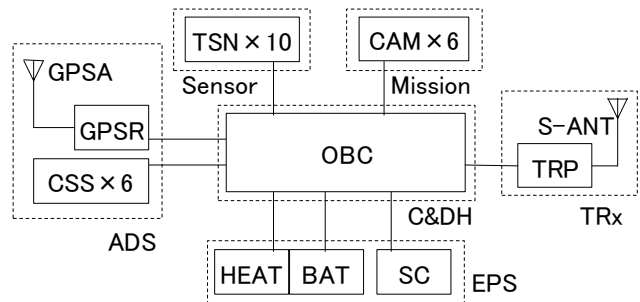 TSN×10
CAM×6
GPSA
Sensor
Mission
GPSR
S-ANT
OBC
TRP
CSS×6
C&DH
TRx
ADS
HEAT
BAT
SC
EPS